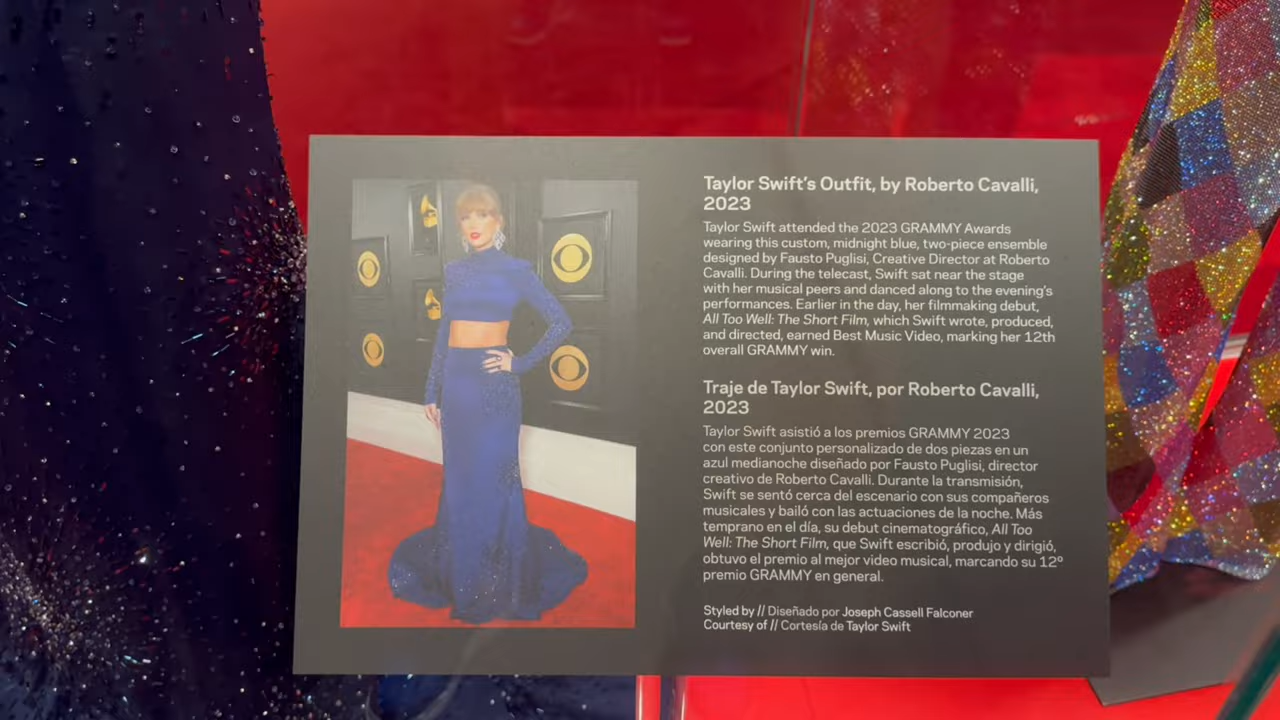 Taylor Swift's Outfit, by Roberto Cavalli,
2023
Taylor Swift attended the 2023 GRAMMY Awards
wearing this custom, midnight blue, two-piece ensemble
designed by Fausto Puglisi, Creative Director at Roberto
Cavalli. During the telecast, Swift sat near the stage
with her musical peers and danced along to the evening's
performances. Earlier in the day, her filmmaking debut,
All Too Well: The Short Film, which Swift wrote, produced,
and directed, earned Best Music Video, marking her 12th
overall GRAMMY win.
Traje de Taylor Swift, por Roberto Cavalli,
2023
Taylor Swift asistió a los premios GRAMMY 2023
con este conjunto personalizado de dos piezas en un
azul medianoche diseñado por Fausto Puglisi, director
creativo de Roberto Cavalli. Durante la transmisión,
Swift se sentó cerca del escenario con sus compañeros
musicales y bailó con las actuaciones de la noche. Más
temprano en el día, su debut cinematográfico, All Too
Well: The Short Film, que Swift escribió, produjo y dirigió,
obtuvo el premio al mejor video musical, marcando su 12º
premio GRAMMY en general.
Styled by // Diseñado por Joseph Cassell Falconer
Courtesy of // Cortesía de Taylor Swift